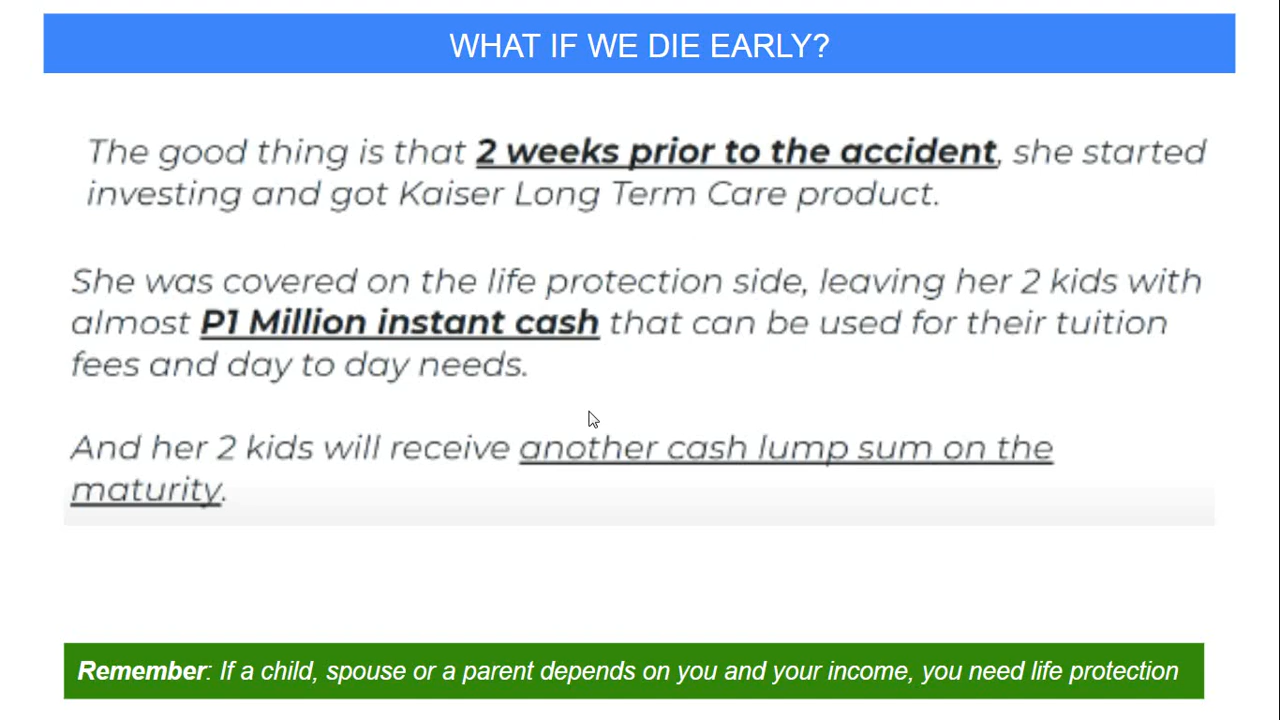 WHAT IF WE DIE EARLY?
The good thing is that 2 weeks prior to the accident, she started
investing and got Kaiser Long Term Care product.
She was covered on the life protection side, leaving her 2 kids with
almost P1 Million instant cash that can be used for their tuition
fees and day to day needs.
And her 2 kids will receive another cash lump sum on the
maturity.
Remember: If a child, spouse or a parent depends on you and your income, you need life protection